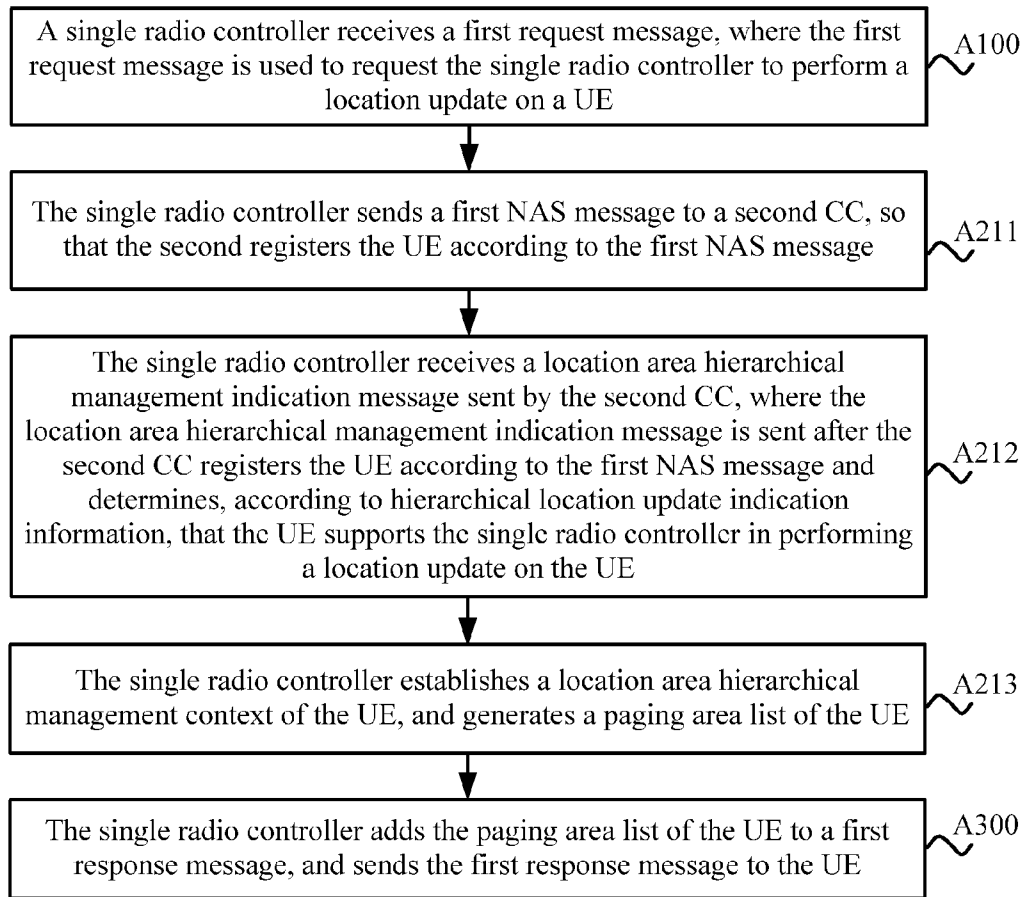 A single radio controller receives a first request message, where the first
request message is used to request the single radio controller to perform a
location update on a UE
A100
The single radio controller sends a first NAS message to a second CC, so
that the second registers the UE according to the first NAS message
A211
The single radio controller receives a location area hierarchical
management indication message sent by the second CC, where the
location area hierarchical management indication message is sent after the
second CC registers the UE according to the first NAS message and
determines, according to hierarchical location update indication
information, that the UE supports the single radio controller in performing
a location update on the UE
A212
The single radio controller establishes a location area hierarchical
management context of the UE, and generates a paging area list of the UE
A213
The single radio controller adds the paging area list of the UE to a first
response message, and sends the first response message to the UE
A300